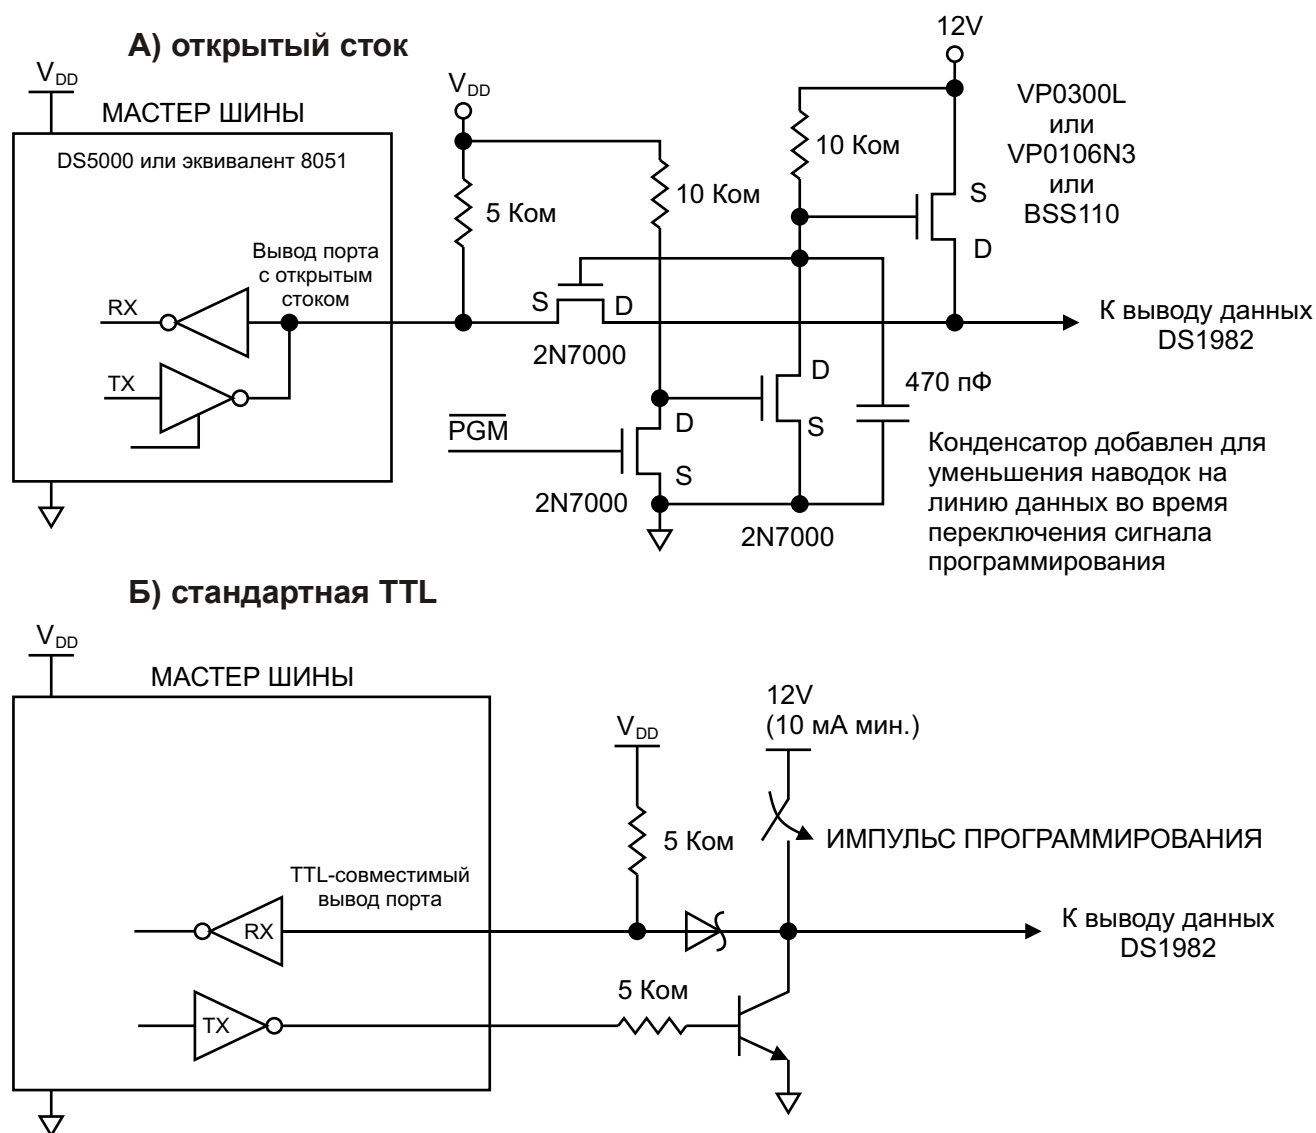 А) открытый сток
V_DD
МАСТЕР ШИНЫ
DS5000 или эквивалент 8051
Вывод порта
с открытым
стоком
RX
TX
V_DD
5 Ком
10 Ком
S
D
2N7000
PGM
D
S
2N7000
12V
10 Ком
VP0300L
или
VP0106N3
или
BSS110
S
D
К выводу данных
DS1982
D
S
2N7000
470 пФ
Конденсатор добавлен для
уменьшения наводок на
линию данных во время
переключения сигнала
программирования
Б) стандартная TTL
V_DD
МАСТЕР ШИНЫ
TTL-совместимый
вывод порта
RX
TX
V_DD
5 Ком
5 Ком
12V
(10 мА мин.)
ИМПУЛЬС ПРОГРАММИРОВАНИЯ
К выводу данных
DS1982